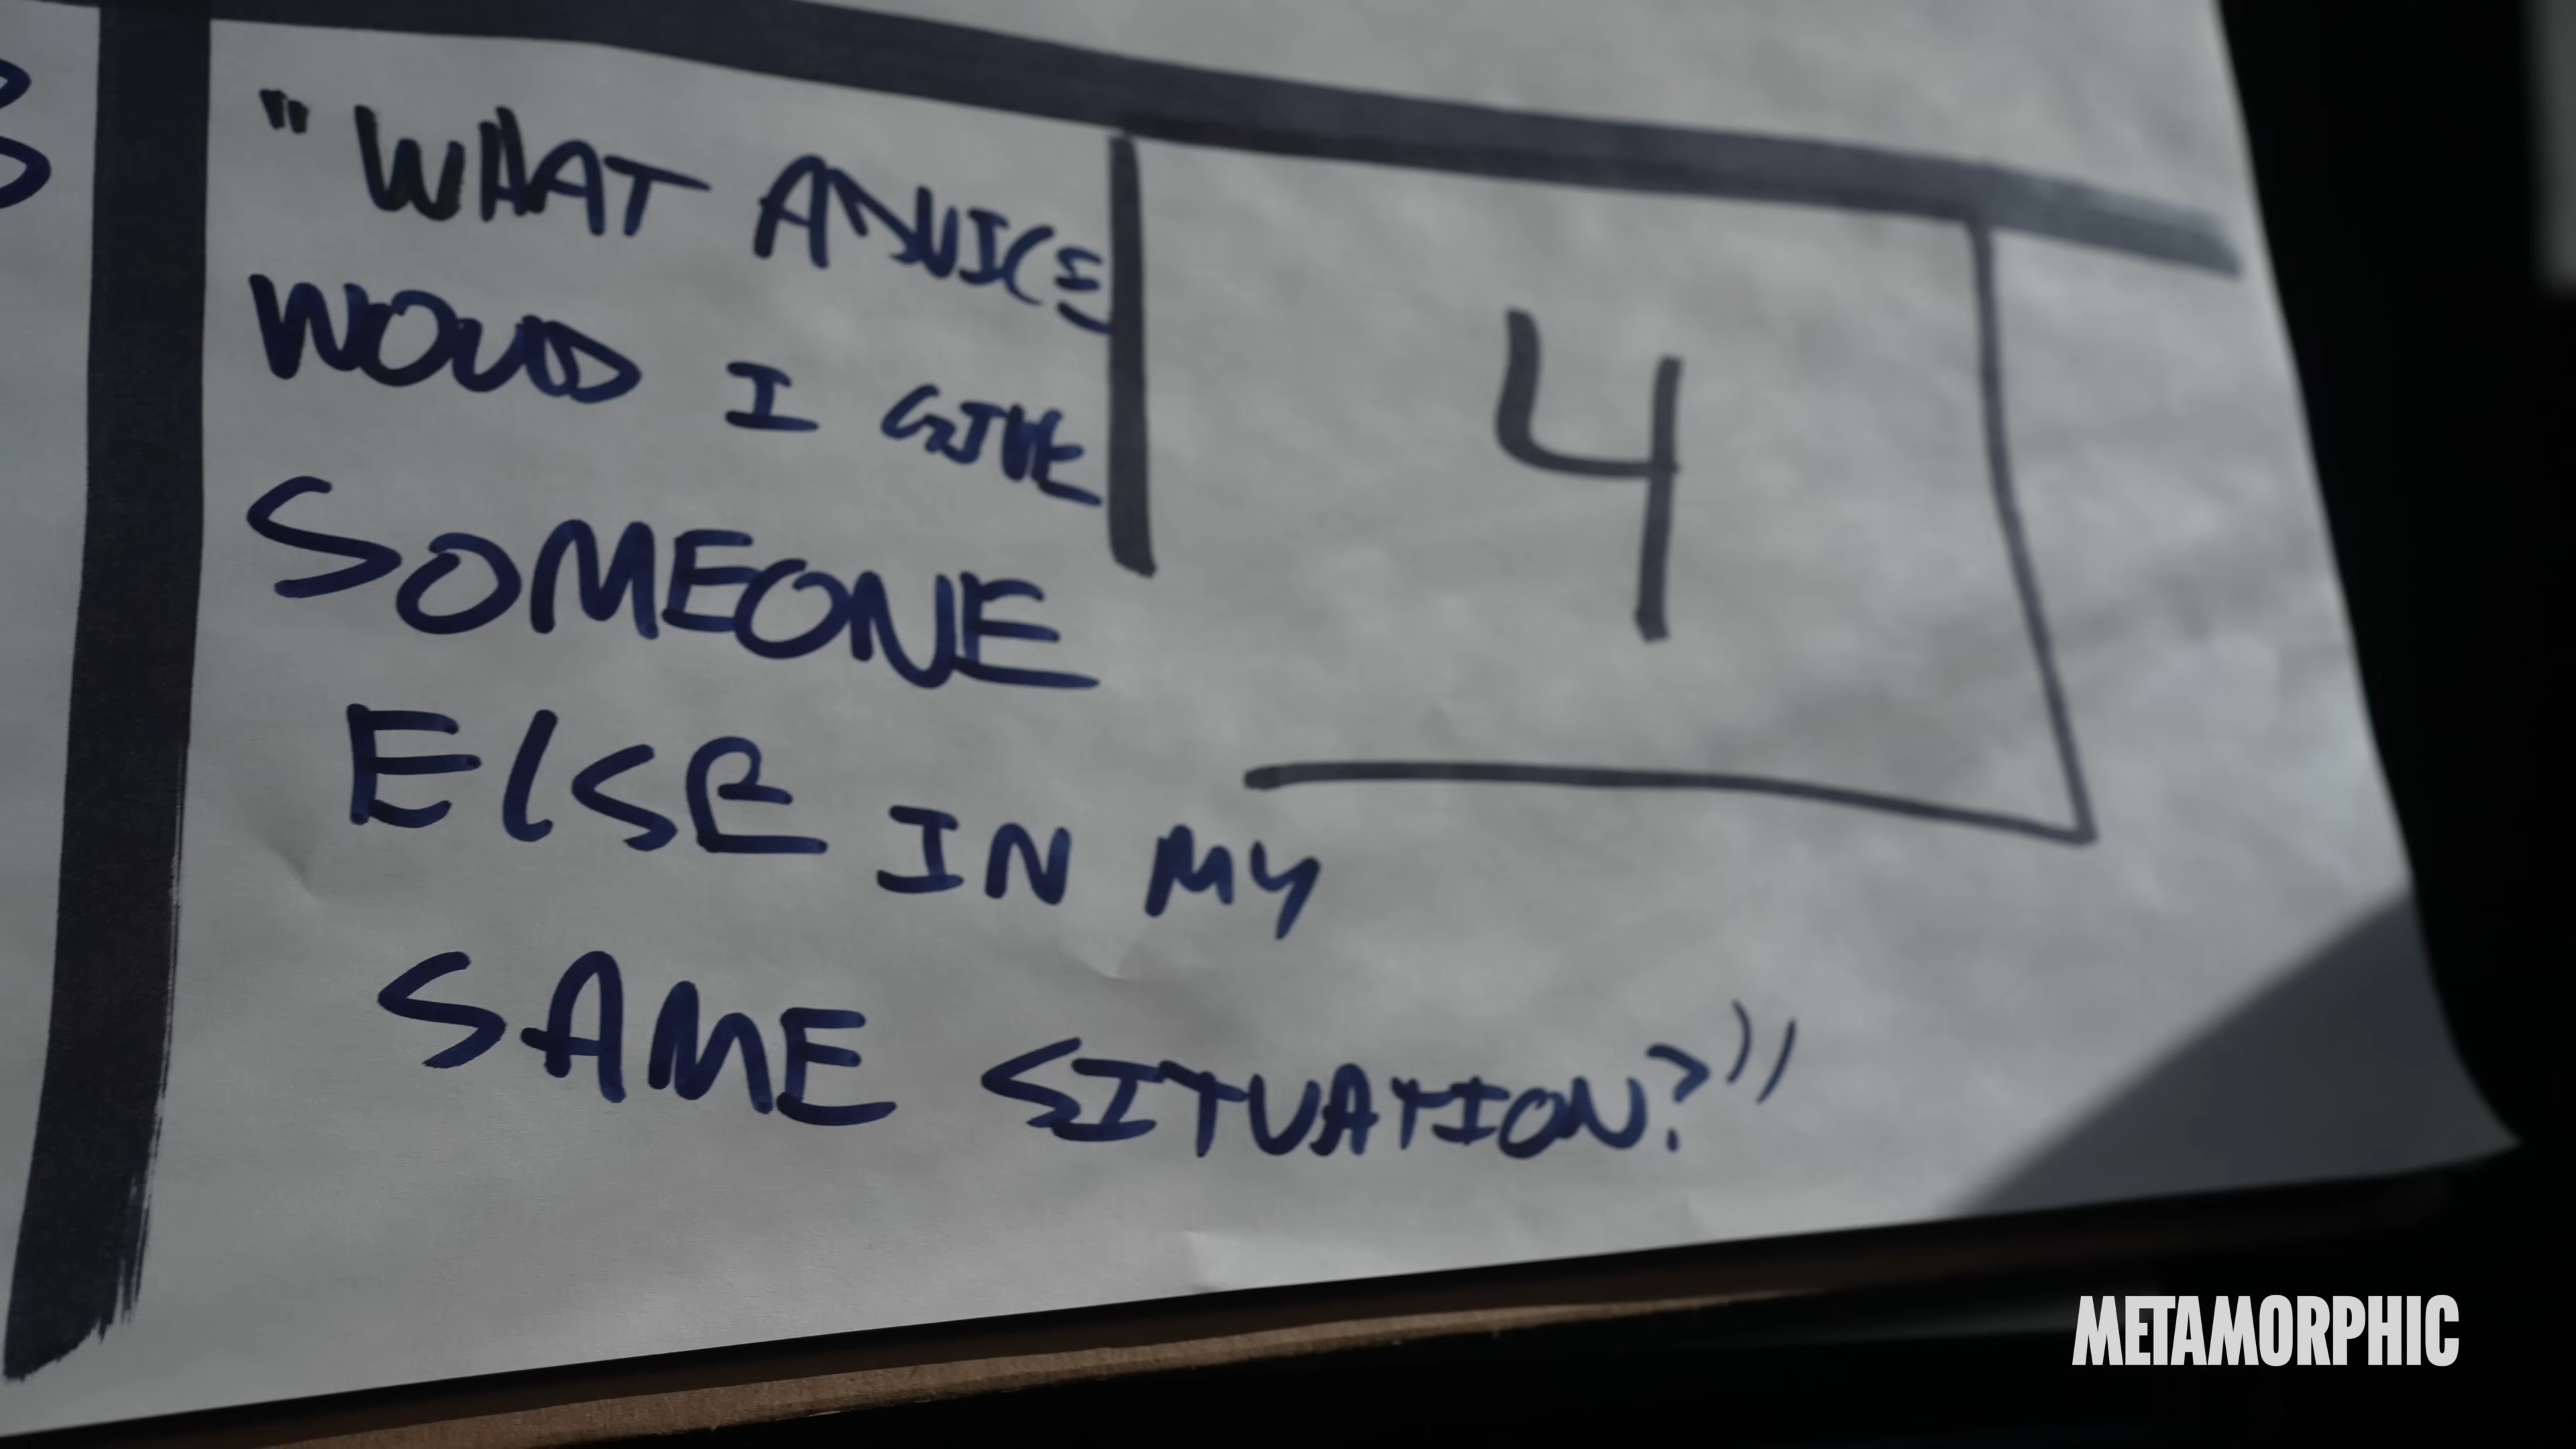 "WHAT ADVICE
WOUD I GIVE
SOMEONE
ElSE IN MY
SAME SITUATION?"
4
METAMORPHIC